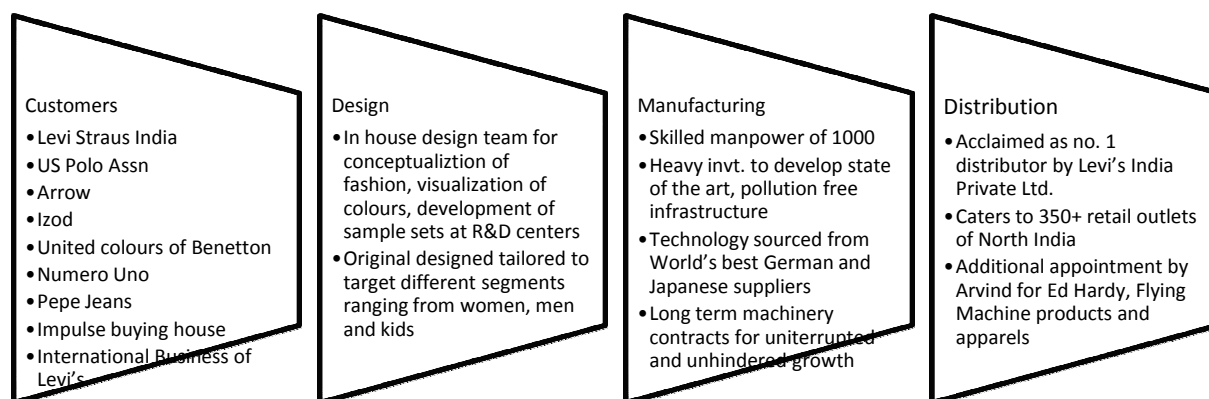 Customers
•Levi Straus India
•US Polo Assn
•Arrow
•Izod
•United colours of Benetton
•Numero Uno
•Pepe Jeans
•Impulse buying house
•International Business of
Levi's
Design
•In house design team for
conceptualiztion of
fashion, visualization of
colours, development of
sample sets at R&D centers
•Original designed tailored to
target different segments
ranging from women, men
and kids
Manufacturing
•Skilled manpower of 1000
•Heavy invt. to develop state
of the art, pollution free
infrastructure
•Technology sourced from
World's best German and
Japanese suppliers
•Long term machinery
contracts for uniterrupted
and unhindered growth
Distribution
•Acclaimed as no. 1
distributor by Levi's India
Private Ltd.
•Caters to 350+ retail outlets
of North India
•Additional appointment by
Arvind for Ed Hardy, Flying
Machine products and
apparels